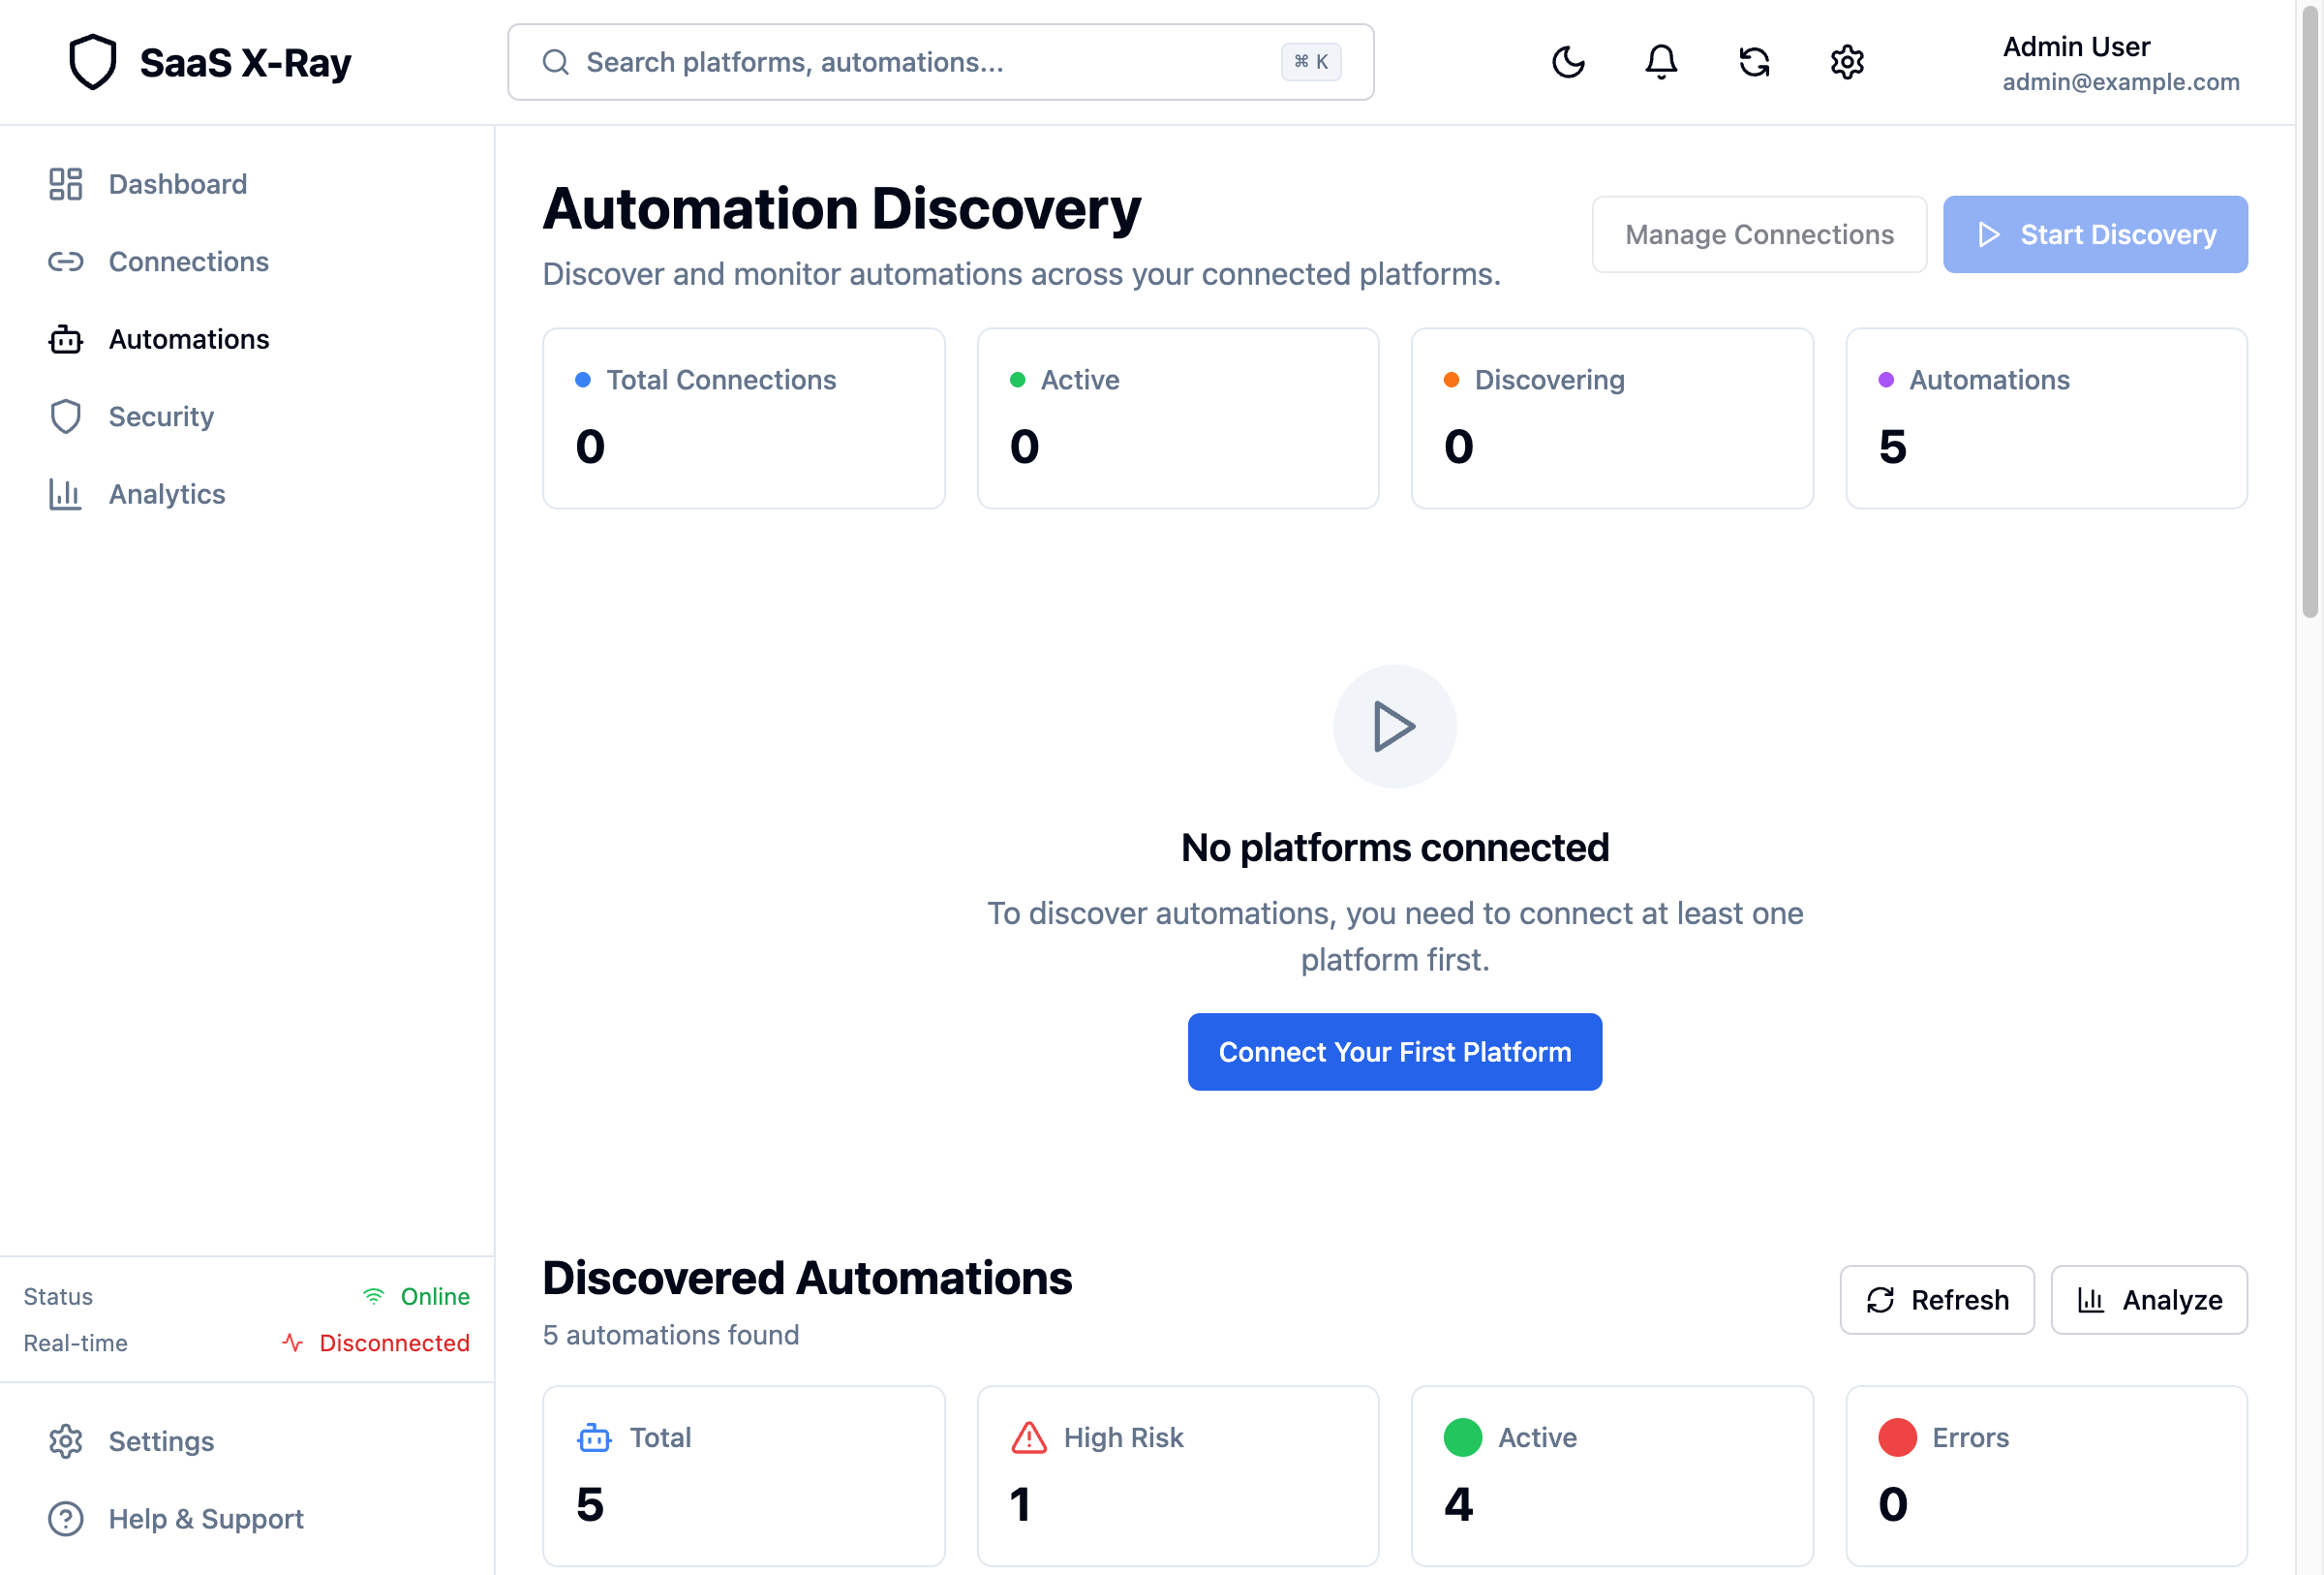 SaaS X-Ray
Search platforms, automations...
⌘ K
Admin User
admin@example.com
Dashboard
Connections
Automations
Security
Analytics
Status
Online
Real-time
Disconnected
Settings
Help & Support
Automation Discovery
Discover and monitor automations across your connected platforms.
Manage Connections
Start Discovery
Total Connections
0
Active
0
Discovering
0
Automations
5
No platforms connected
To discover automations, you need to connect at least one
platform first.
Connect Your First Platform
Discovered Automations
5 automations found
Refresh
Analyze
Total
5
High Risk
1
Active
4
Errors
0